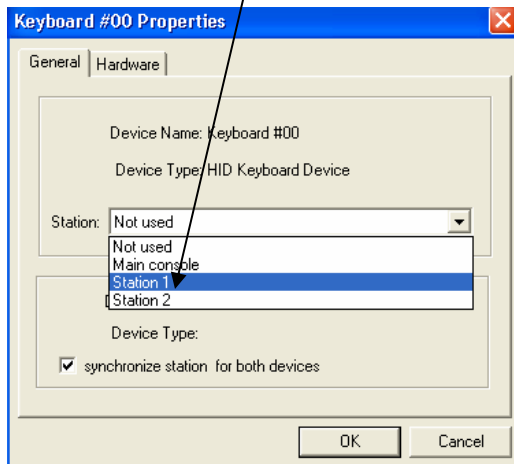 Keyboard #00 Properties
General Hardware
Device Name: Keyboard #00
Device Type: HID Keyboard Device
Station: Not used
Not used
Main console
Station 1
Station 2
Device Type:
synchronize station for both devices
OK Cancel